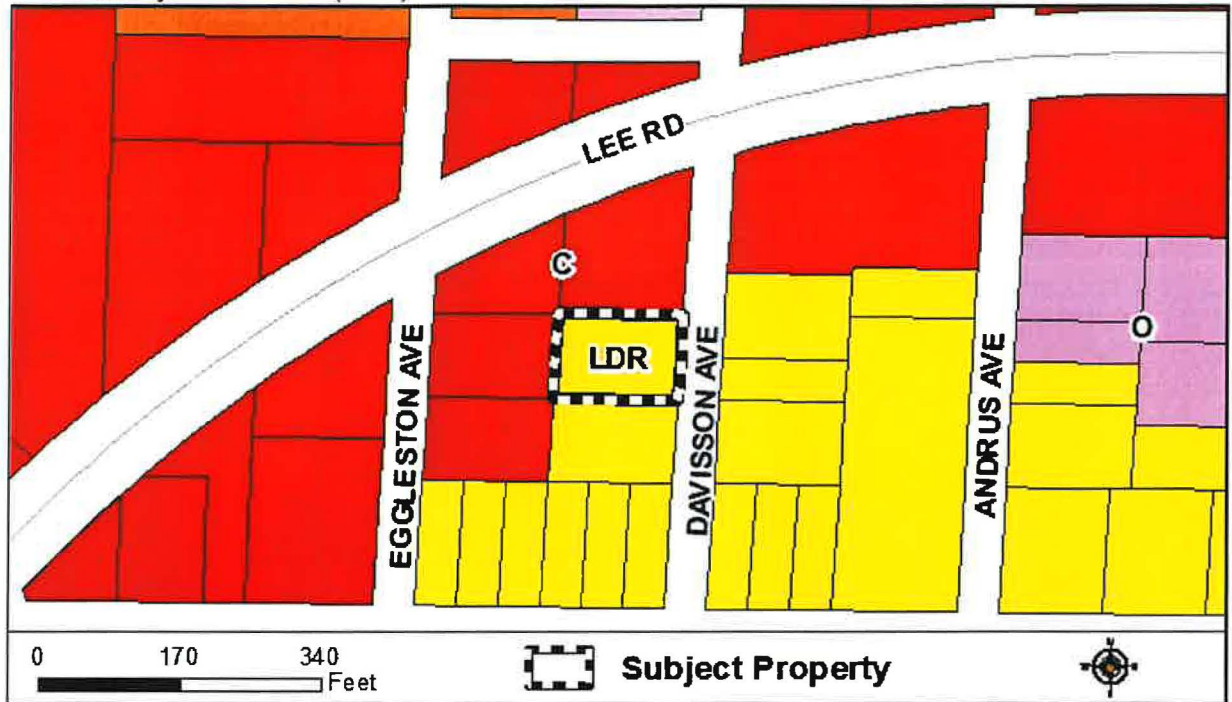 LEE RD
C
LDR
O
EGGLESTON AVE
DAVISSON AVE
ANDRUS AVE
0 170 340
Feet
Subject Property
N